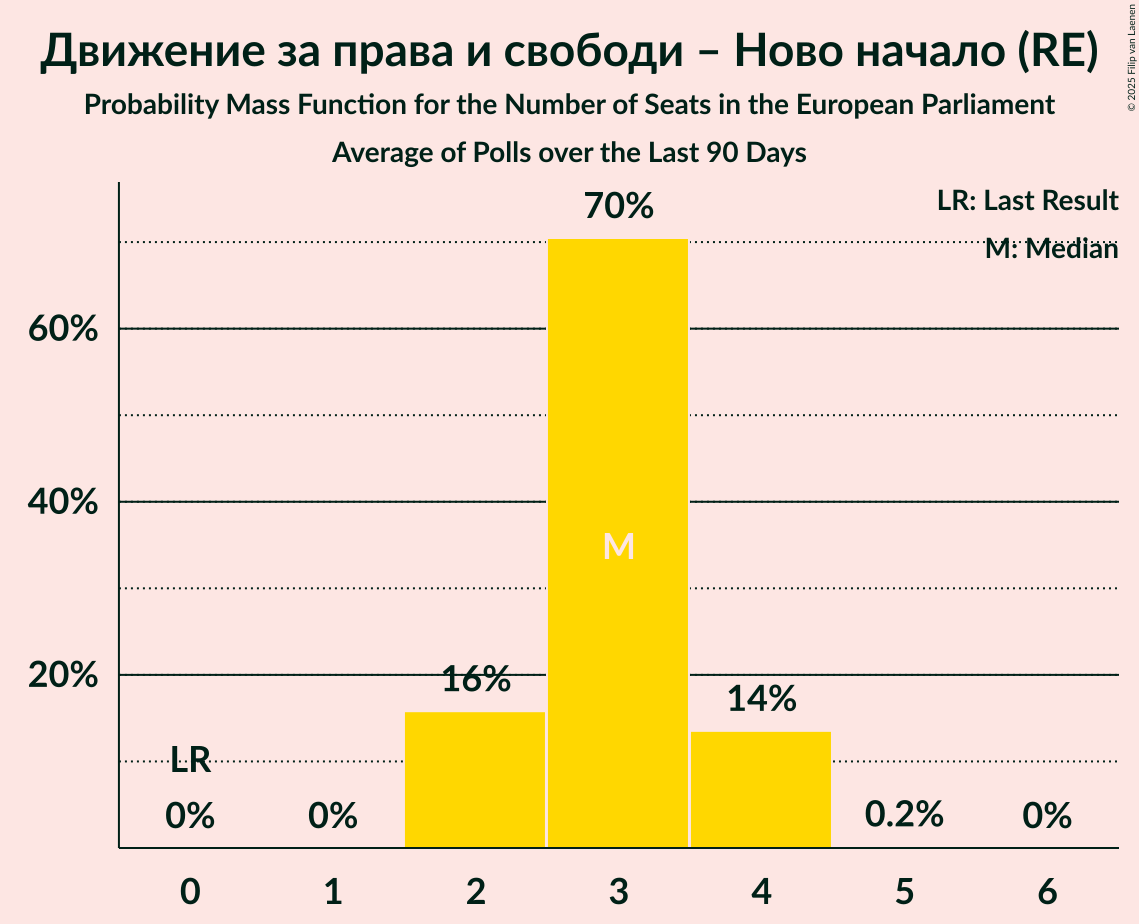 Движение за права и свободи – Ново начало (RE)
Probability Mass Function for the Number of Seats in the European Parliament
Average of Polls over the Last 90 Days
© 2025 Filip van Laenen
LR: Last Result
M: Median
70%
60%
40%
M
20%
16%
14%
LR
0%
0%
0.2%
0%
0
1
2
3
4
5
6